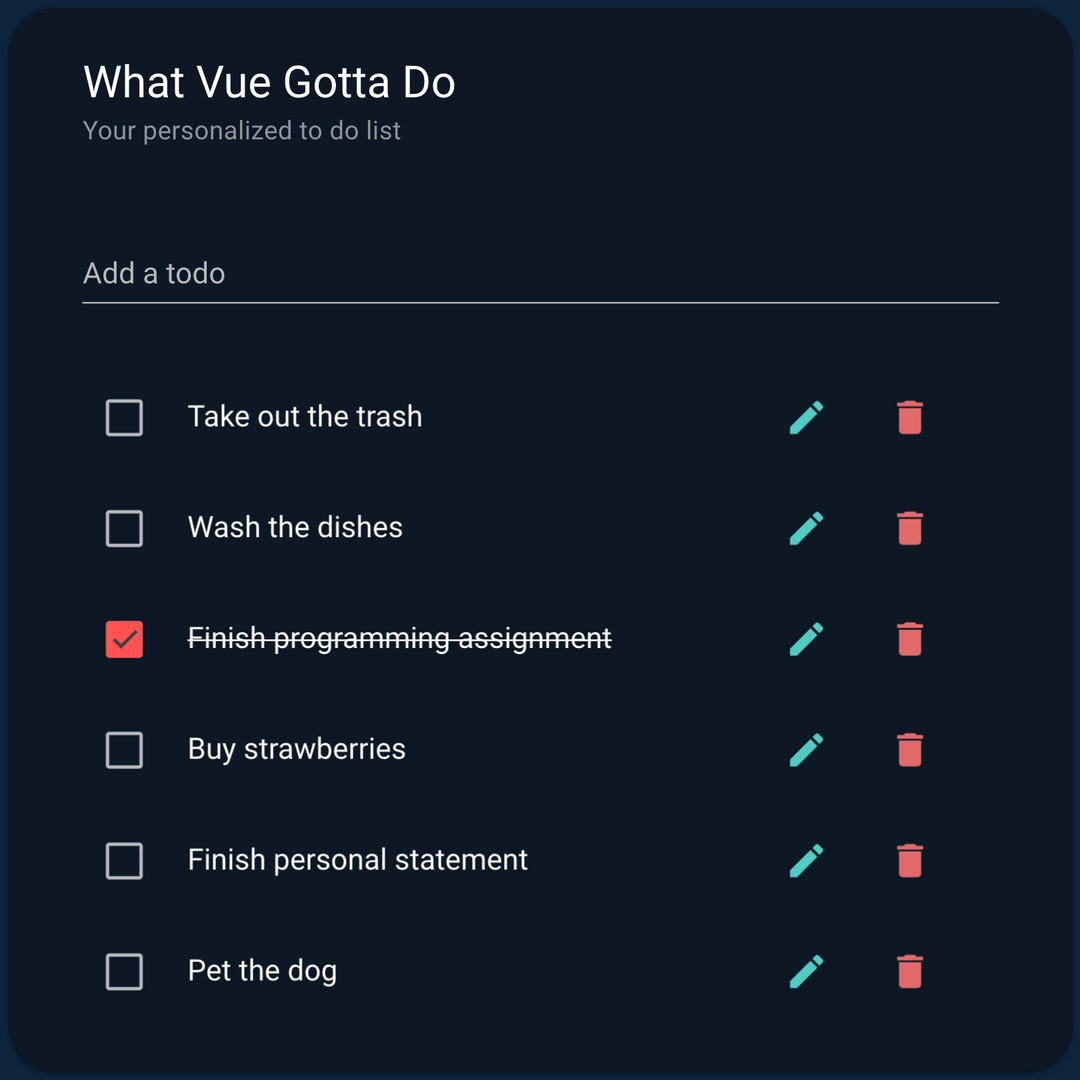 What Vue Gotta Do
Your personalized to do list
Add a todo
Take out the trash
Wash the dishes
Finish programming assignment
Buy strawberries
Finish personal statement
Pet the dog